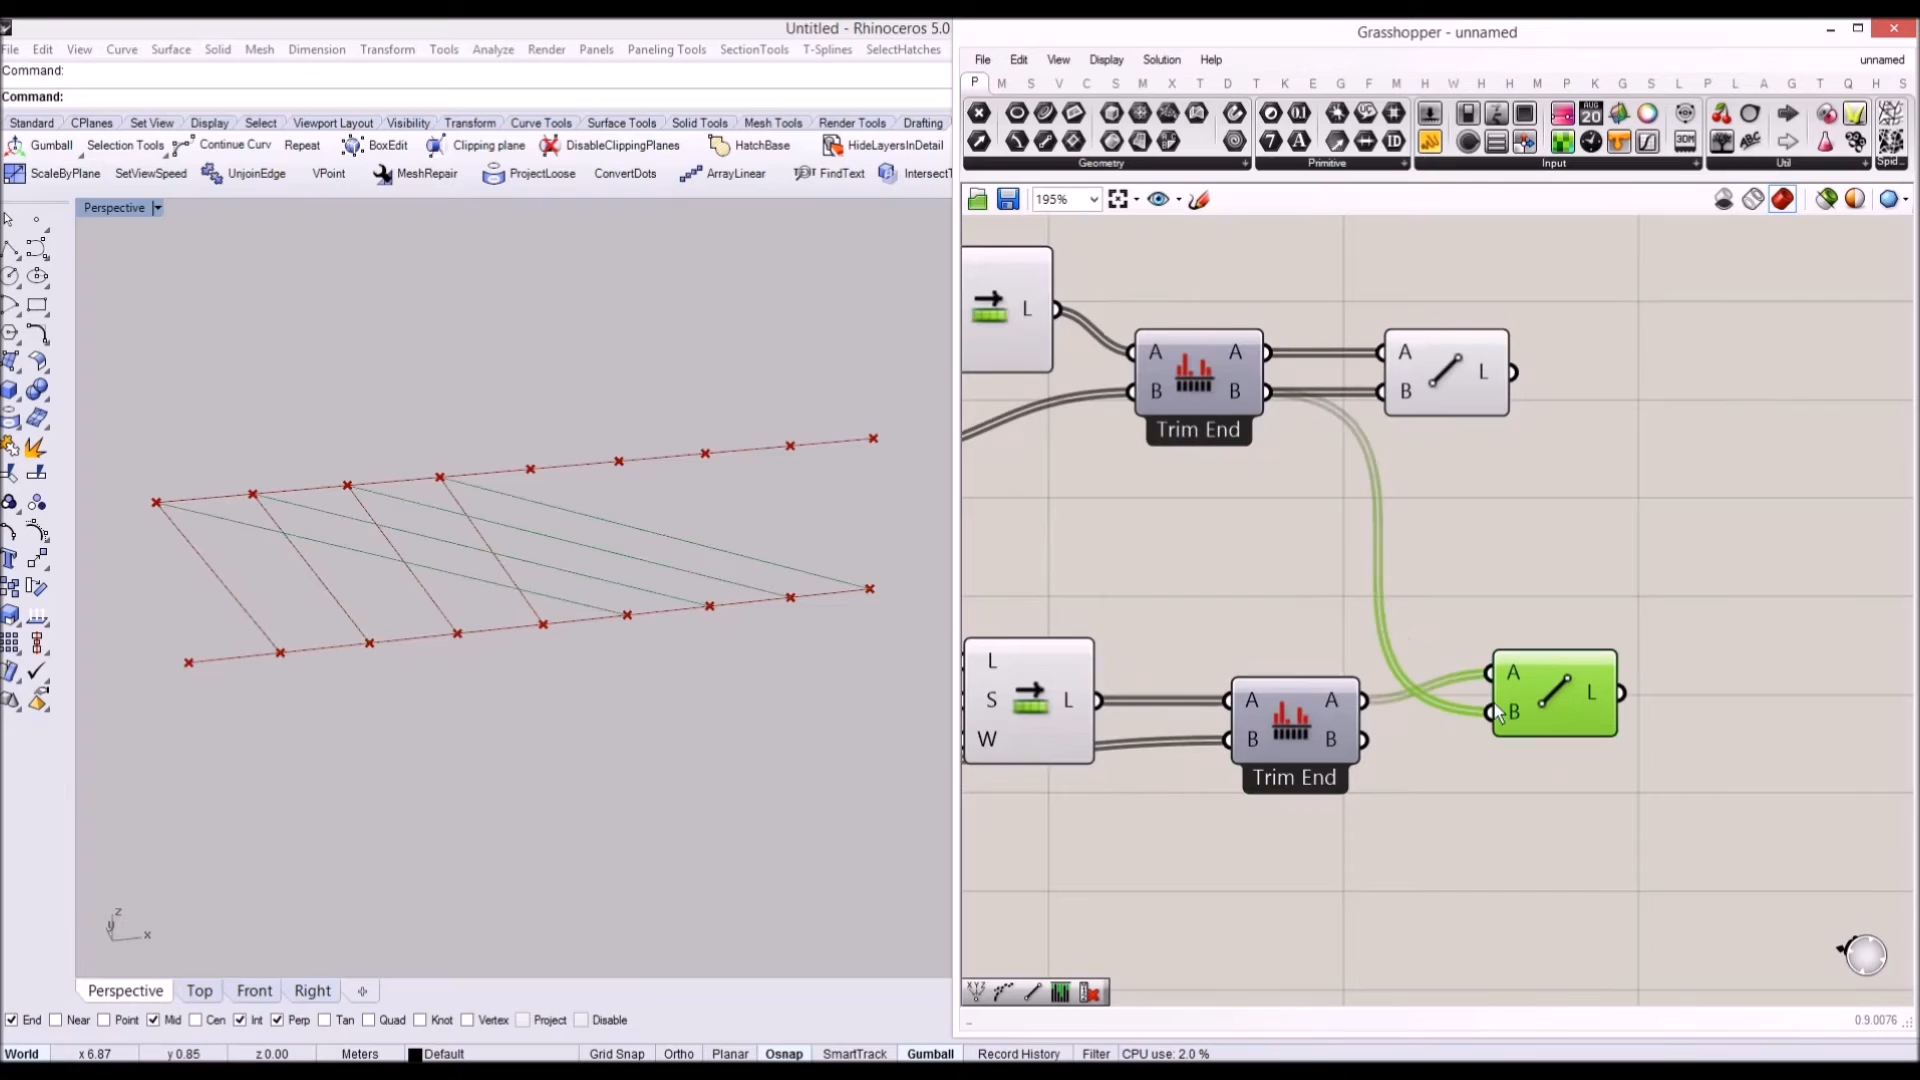 Untitled - Rhinoceros 5.0
File Edit View Curve Surface Solid Mesh Dimension Transform Tools Analyze Render Panels Paneling Tools SectionTools T-Splines SelectHatches
Command:
Command:
Standard CPlanes Set View Display Select Viewport Layout Visibility Transform Curve Tools Surface Tools Solid Tools Mesh Tools Render Tools Drafting
Gumball Selection Tools Continue Curv Repeat BoxEdit Clipping plane DisableClippingPlanes HatchBase HideLayersInDetail
ScaleByPlane SetViewSpeed UnjoinEdge VPoint MeshRepair ProjectLoose ConvertDots ArrayLinear FindText IntersectT
Perspective
z
y
x
Perspective Top Front Right
End Near Point Mid Cen Int Perp Tan Quad Knot Vertex Project Disable
World x 6.87 y 0.85 z 0.00 Meters Default Grid Snap Ortho Planar Osnap SmartTrack Gumball Record History Filter CPU use: 2.0 %
Grasshopper - unnamed
File Edit View Display Solution Help unnamed
P M S V C S M X T D T K E G F M H W H H M P K G S L P L A G T Q H S
Geometry Primitive Input Util Spid...
195%
L
A A
B B
Trim End
A
B
L
L
S L
W
A A
B B
Trim End
A
B
L
0.9.0076